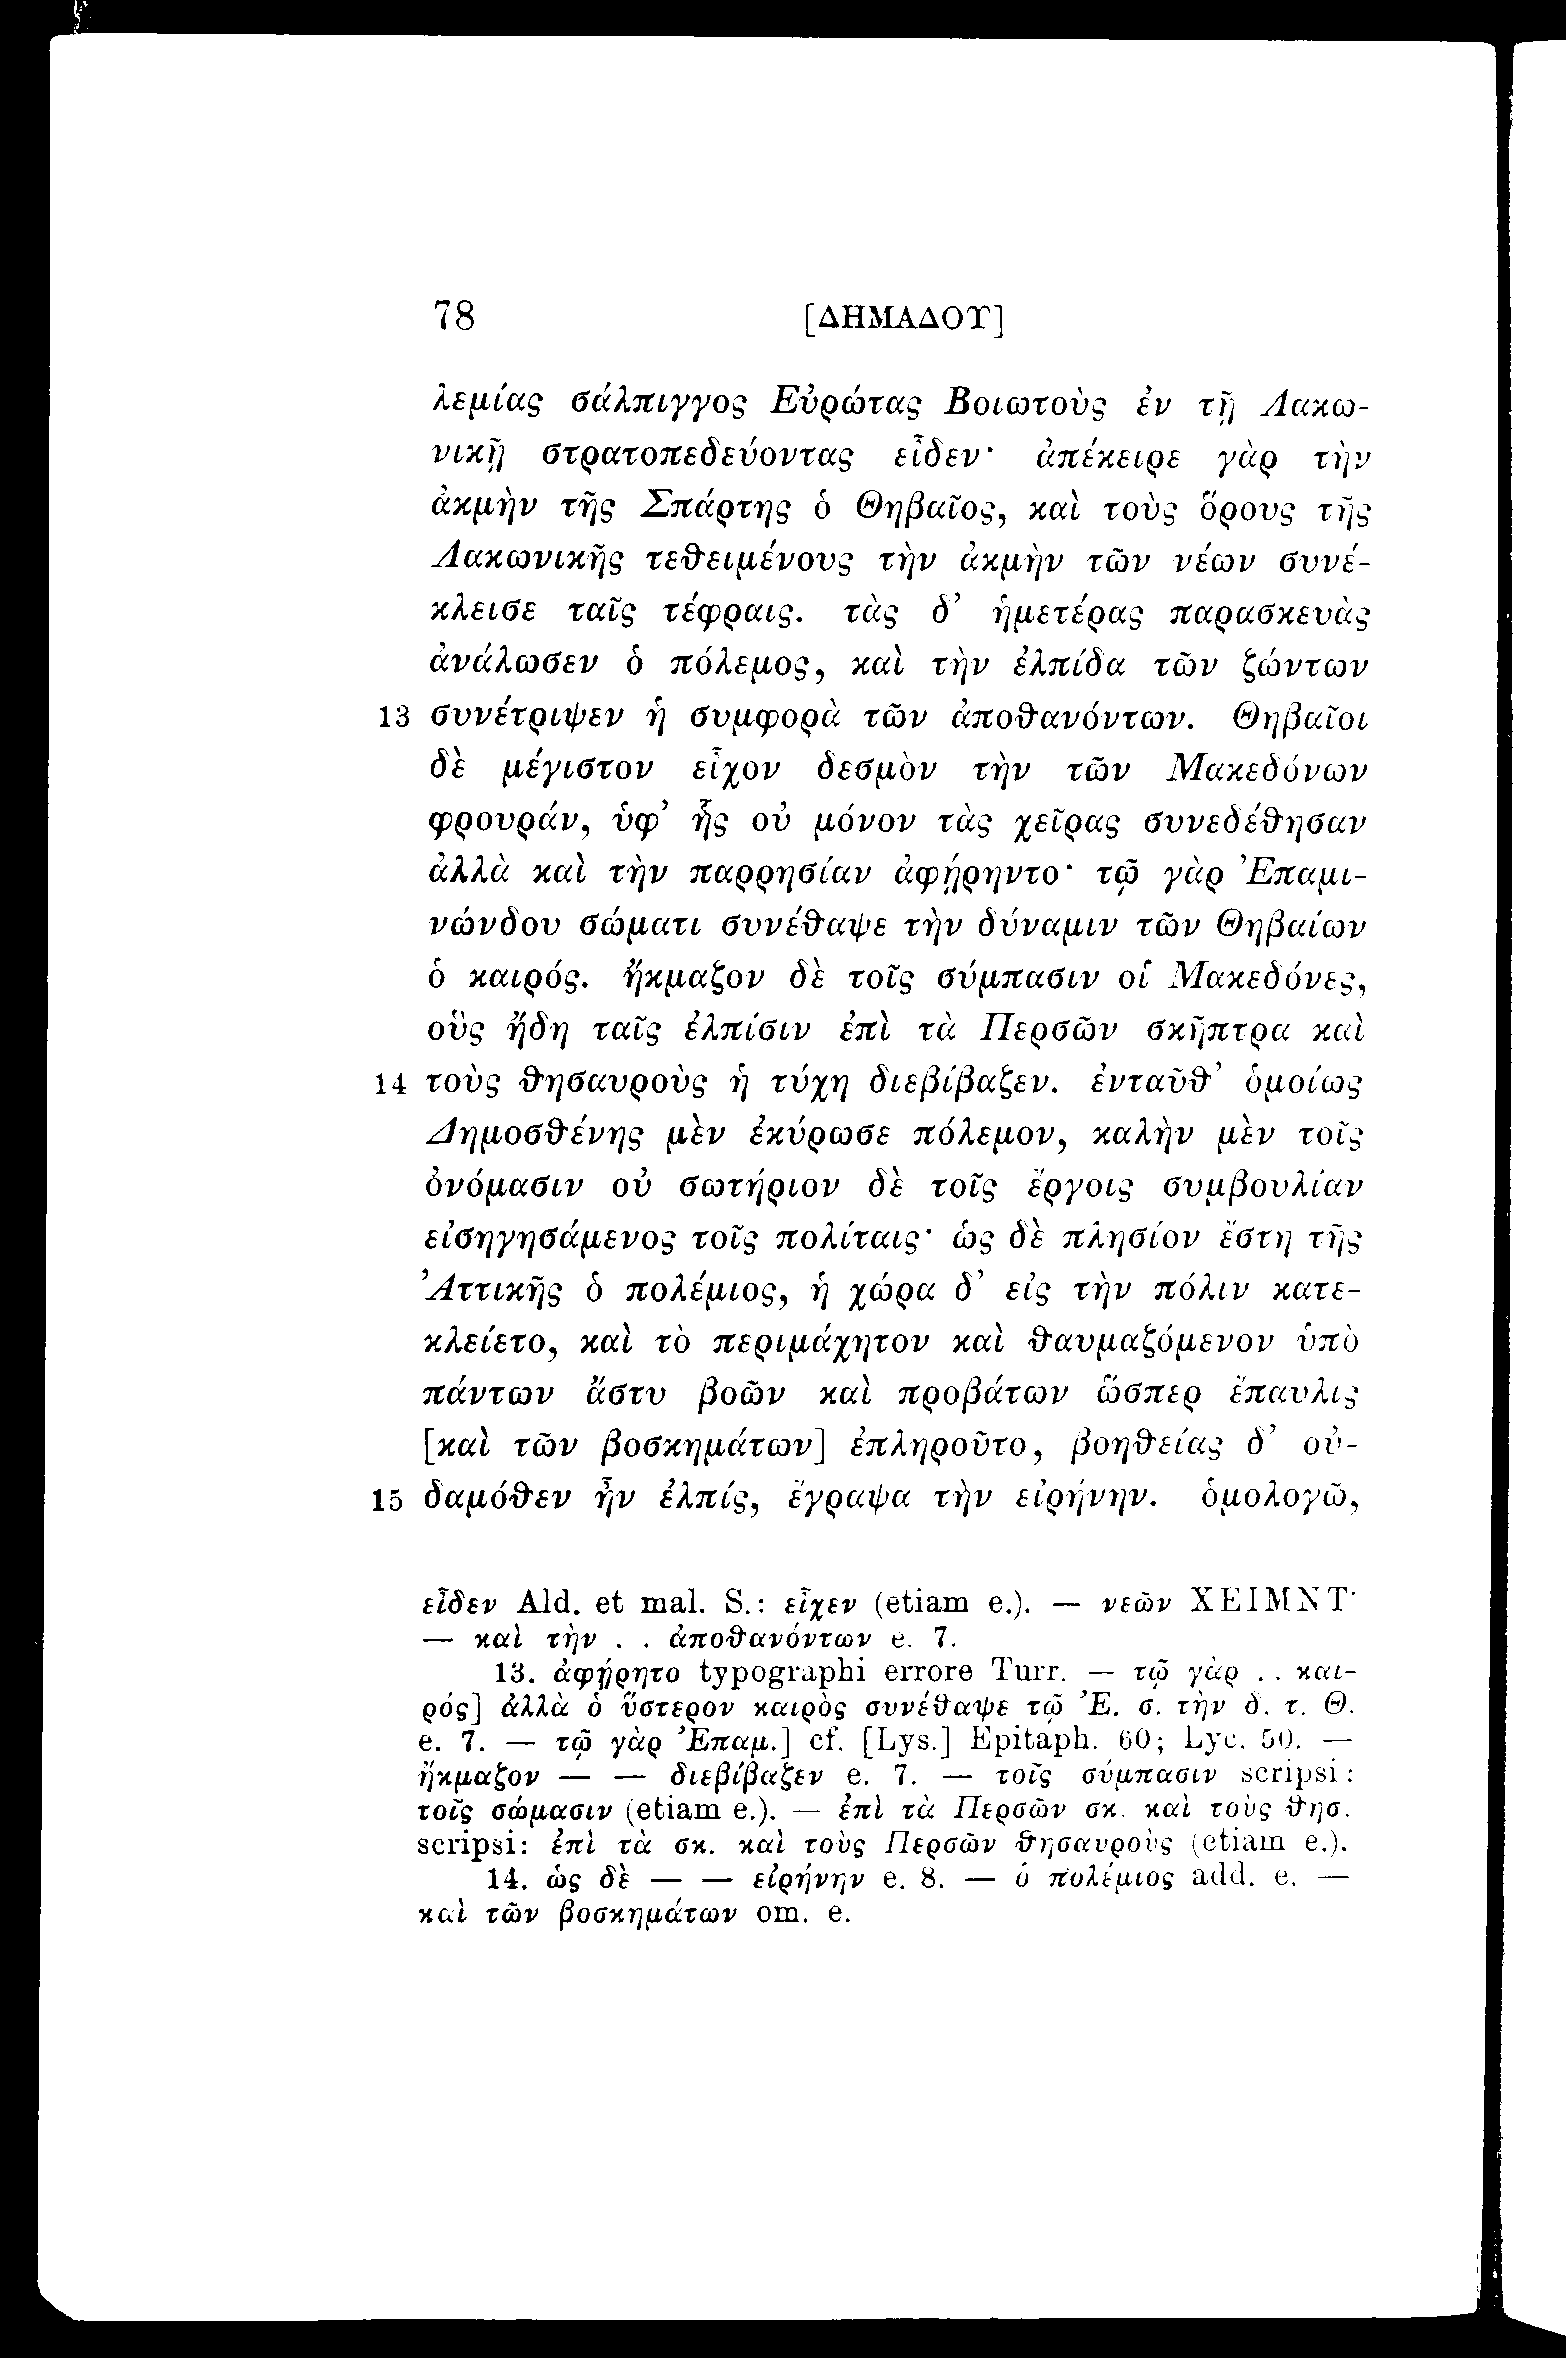 78 [ΔΗΜΑΔΟΥ]
λεμίας σάλπιγγος Εὐρώτας Βοιωτοὺς ἐν τῇ Λακω-
νικῇ στρατοπεδεύοντας εἶδεν· ἀπέκειρε γὰρ τὴν
ἀκμὴν τῆς Σπάρτης ὁ Θηβαῖος, καὶ τοὺς ὅρους τῆς
Λακωνικῆς τεθειμένους τὴν ἀκμὴν τῶν νέων συνέ-
κλεισε ταῖς τέφραις. τὰς δ’ ἡμετέρας παρασκευὰς
ἀνάλωσεν ὁ πόλεμος, καὶ τὴν ἐλπίδα τῶν ζώντων
13 συνέτριψεν ἡ συμφορὰ τῶν ἀποθανόντων. Θηβαῖοι
δὲ μέγιστον εἶχον δεσμὸν τὴν τῶν Μακεδόνων
φρουράν, ὑφ’ ἧς οὐ μόνον τὰς χεῖρας συνεδέθησαν
ἀλλὰ καὶ τὴν παρρησίαν ἀφῄρηντο· τῷ γὰρ Ἐπαμι-
νώνδου σώματι συνέθαψε τὴν δύναμιν τῶν Θηβαίων
ὁ καιρός. ἤκμαζον δὲ τοῖς σύμπασιν οἱ Μακεδόνες,
οὓς ἤδη ταῖς ἐλπίσιν ἐπὶ τὰ Περσῶν σκῆπτρα καὶ
14 τοὺς θησαυροὺς ἡ τύχη διεβίβαζεν. ἐνταῦθ’ ὁμοίως
Δημοσθένης μὲν ἐκύρωσε πόλεμον, καλὴν μὲν τοῖς
ὀνόμασιν οὐ σωτήριον δὲ τοῖς ἔργοις συμβουλίαν
εἰσηγησάμενος τοῖς πολίταις· ὡς δὲ πλησίον ἔστη τῆς
Ἀττικῆς ὁ πολέμιος, ἡ χώρα δ’ εἰς τὴν πόλιν κατε-
κλείετο, καὶ τὸ περιμάχητον καὶ θαυμαζόμενον ὑπὸ
πάντων ἄστυ βοῶν καὶ προβάτων ὥσπερ ἔπαυλις
[καὶ τῶν βοσκημάτων] ἐπληροῦτο, βοηθείας δ’ οὐ-
15 δαμόθεν ἦν ἐλπίς, ἔγραψα τὴν εἰρήνην. ὁμολογῶ,
εἶδεν Ald. et mal. S.: εἶχεν (etiam e.). — νεῶν XEIMNT·
— καὶ τὴν . . ἀποθανόντων e. 7.
13. ἀφῄρητο typographi errore Turr. — τῷ γὰρ . . και-
ρός] ἀλλὰ ὁ ὕστερον καιρὸς συνέθαψε τῷ Ἐ. σ. τὴν δ. τ. Θ.
e. 7. — τῷ γὰρ Ἐπαμ.] cf. [Lys.] Epitaph. 60; Lyc. 50. —
ἤκμαζον — — διεβίβαζεν e. 7. — τοῖς σύμπασιν scripsi:
τοῖς σώμασιν (etiam e.). — ἐπὶ τὰ Περσῶν σκ. καὶ τοὺς θησ.
scripsi: ἐπὶ τὰ σκ. καὶ τοὺς Περσῶν θησαυροὺς (etiam e.).
14. ὡς δὲ — — εἰρήνην e. 8. — ὁ πολέμιος add. e. —
καὶ τῶν βοσκημάτων om. e.